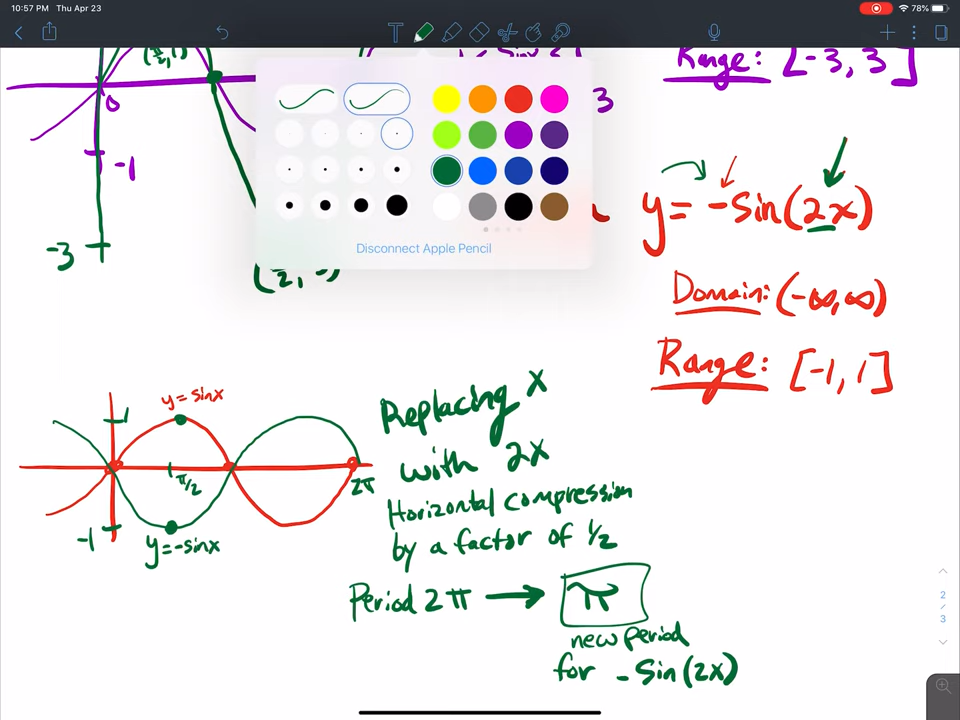 10:57 PM Thu Apr 23
78%
Range: [-3, 3]
3
0
-1
-3
Disconnect Apple Pencil
y = -Sin(2x)
Domain: (-∞, ∞)
Range: [-1, 1]
y = sinx
1
π/2
2π
-1
y = -sinx
Replacing x
with 2x
Horizontal compression
by a factor of 1/2
Period 2π → π
new period
for - Sin(2x)
2
/
3